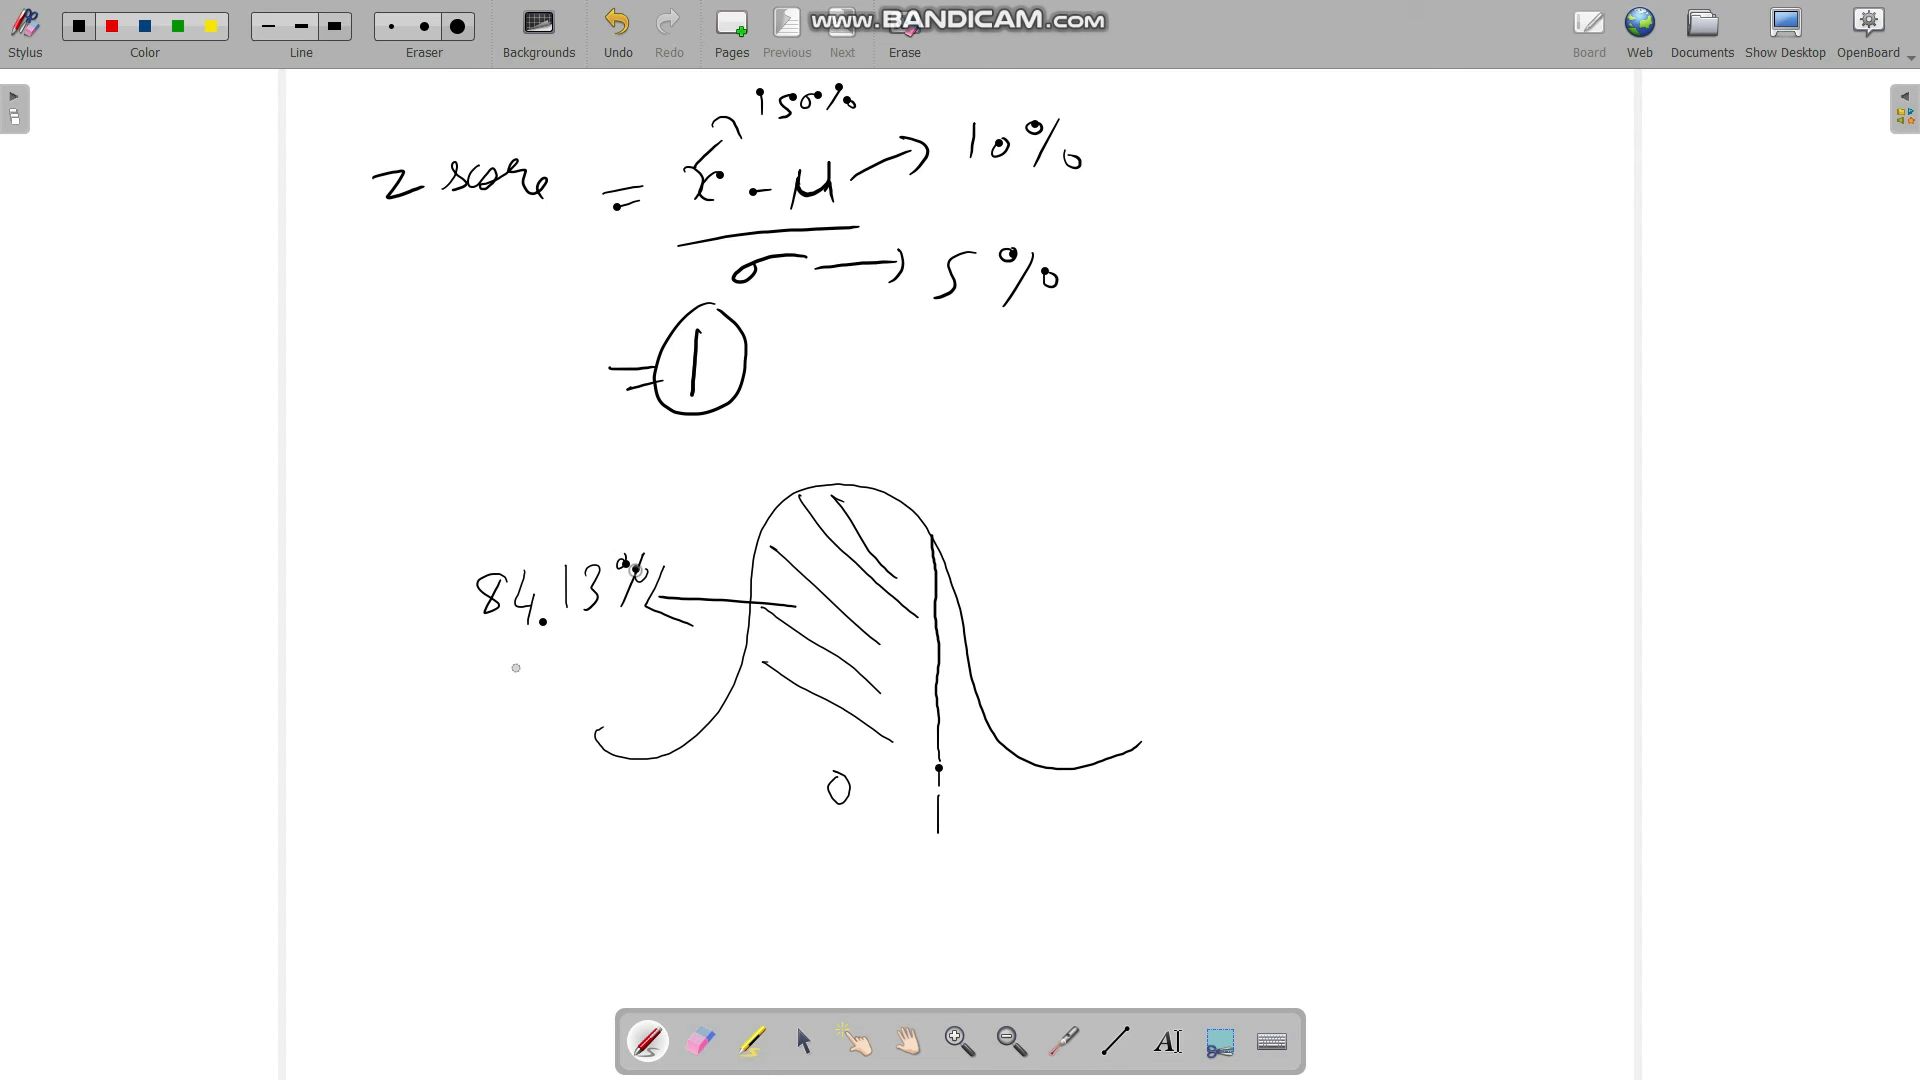 www.BANDICAM.com
Stylus Color Line Eraser Backgrounds Undo Redo Pages Previous Next Erase Board Web Documents Show Desktop OpenBoard
150%
z score = x - μ → 10%
σ → 5%
= 1
84.13%
0
1